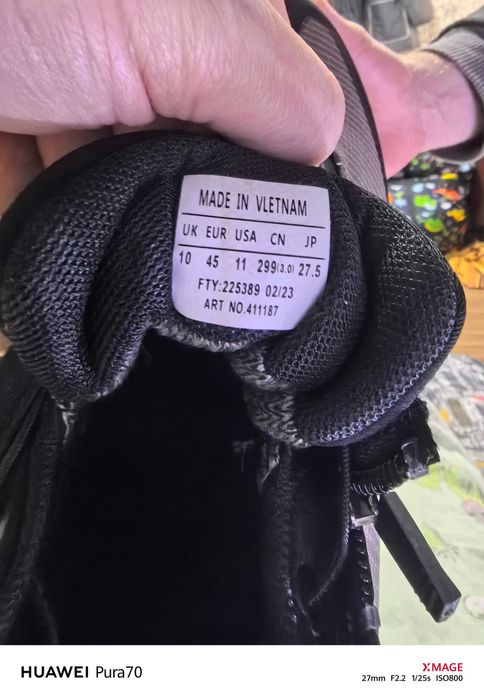 MADE IN VLETNAM
UK EUR USA CN JP
10 45 11 299(3.0) 27.5
FTY:225389 02/23
ART NO.411187
HUAWEI Pura70
XMAGE
27mm F2.2 1/25s ISO800